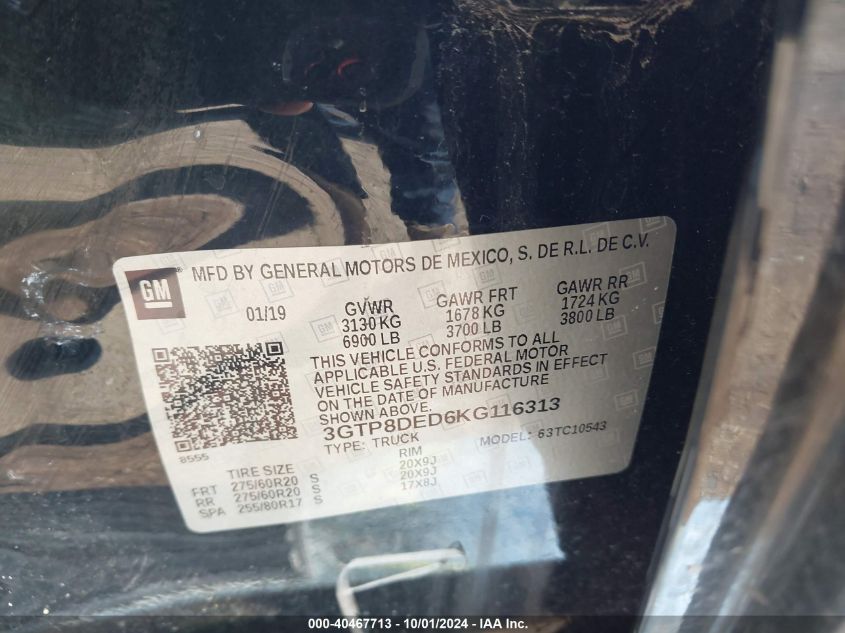 GM
MFD BY GENERAL MOTORS DE MEXICO, S. DE R.L. DE C.V.
01/19 GVWR GAWR FRT GAWR RR
3130 KG 1678 KG 1724 KG
6900 LB 3700 LB 3800 LB
THIS VEHICLE CONFORMS TO ALL
APPLICABLE U.S. FEDERAL MOTOR
VEHICLE SAFETY STANDARDS IN EFFECT
ON THE DATE OF MANUFACTURE
SHOWN ABOVE.
3GTP8DED6KG116313
TYPE: TRUCK MODEL: 63TC10543
8555
TIRE SIZE RIM
FRT 275/60R20 S 20X9J
RR 275/60R20 S 20X9J
SPA 255/80R17 S 17X8J
000-40467713 - 10/01/2024 - IAA Inc.